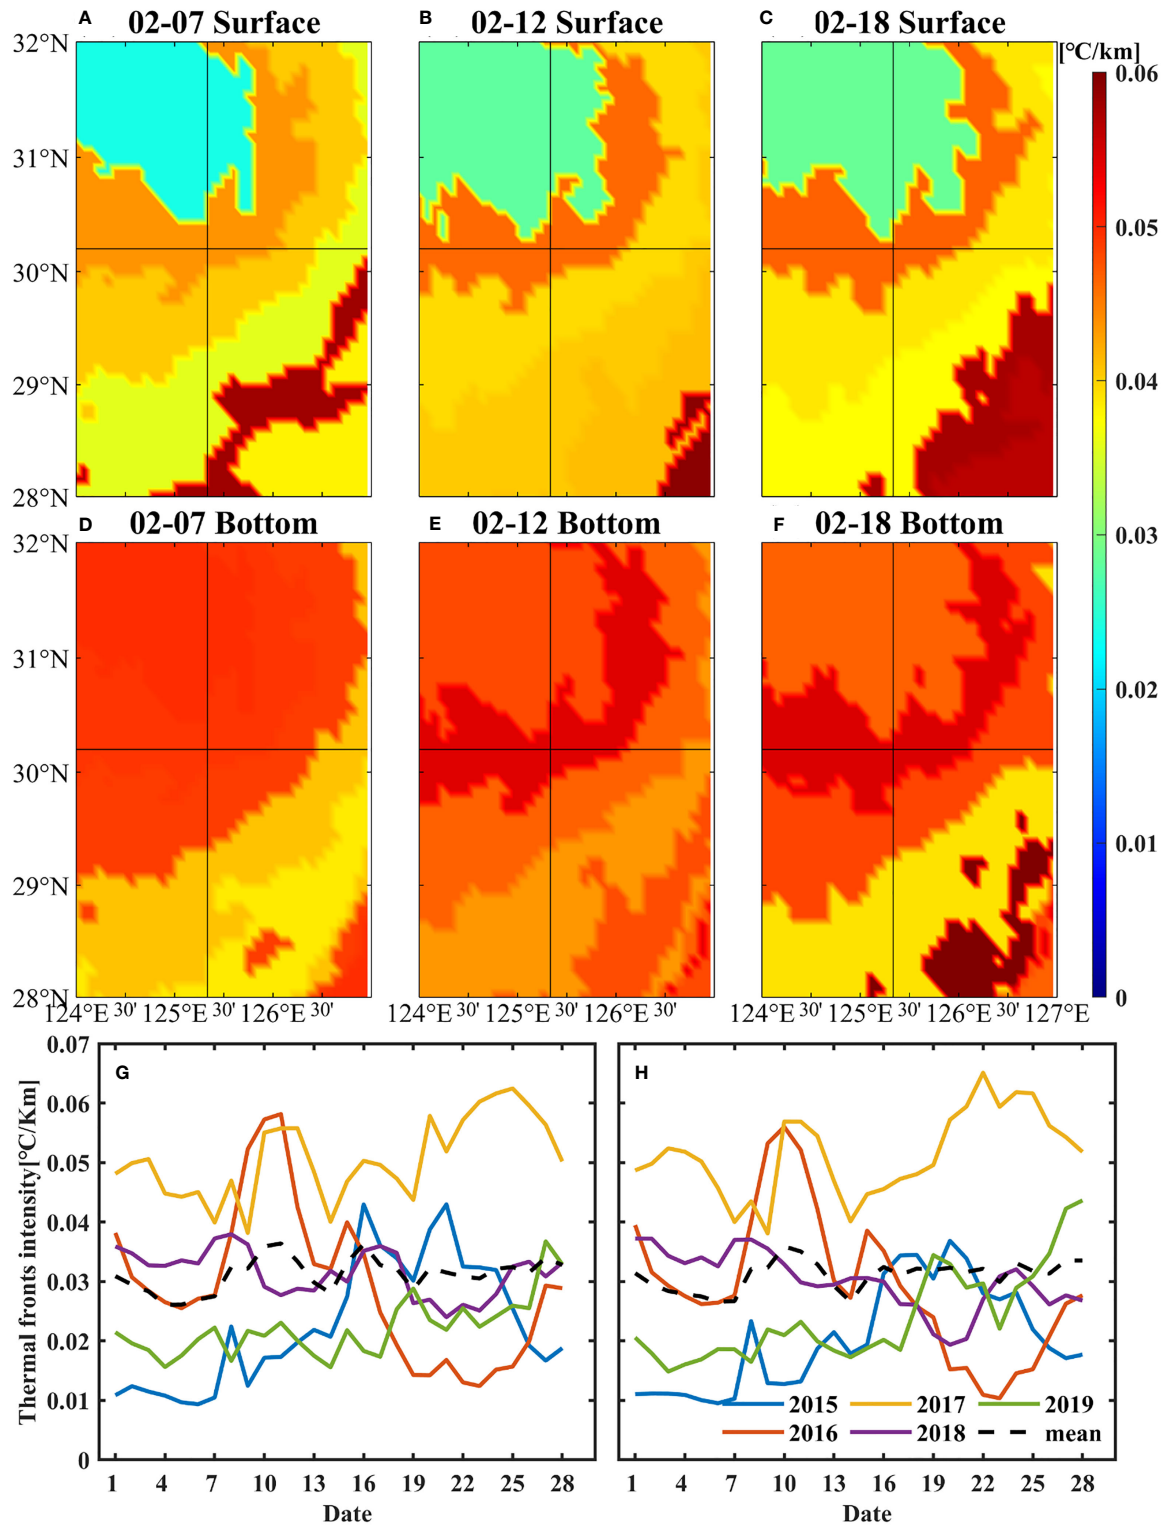 A 02-07 Surface
B 02-12 Surface
C 02-18 Surface
[°C/km]
32°N
31°N
30°N
29°N
28°N
0.06
0.05
0.04
0.03
0.02
0.01
0
D 02-07 Bottom
E 02-12 Bottom
F 02-18 Bottom
32°N
31°N
30°N
29°N
28°N
124°E 30' 125°E 30' 126°E 30'
124°E 30' 125°E 30' 126°E 30'
124°E 30' 125°E 30' 126°E 30' 127°E
Thermal fronts intensity[°C/Km]
0.07
0.06
0.05
0.04
0.03
0.02
0.01
0
G
1 4 7 10 13 16 19 22 25 28
Date
H
2015 2017 2019
2016 2018 mean
1 4 7 10 13 16 19 22 25 28
Date